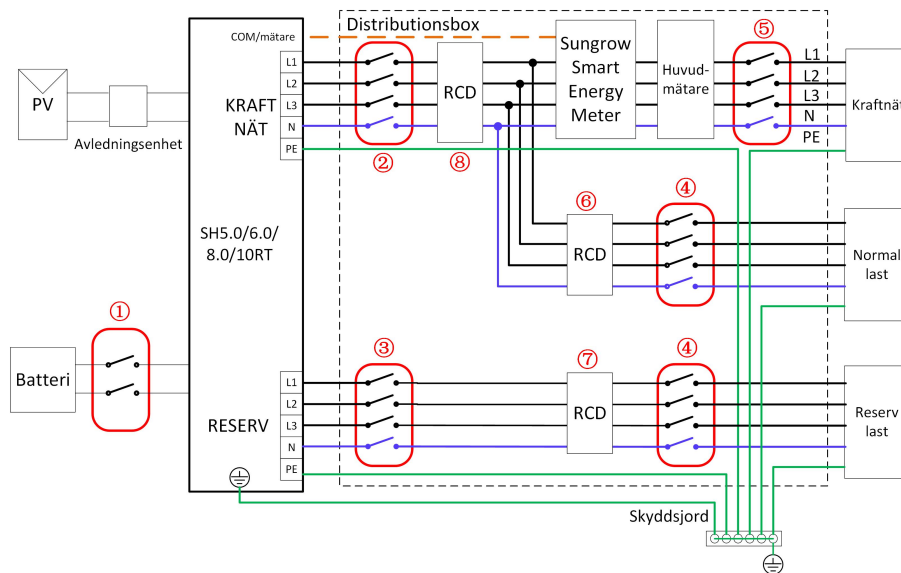 Distributionsbox
⑤
COM/mätare
Sungrow
Smart
Energy
Meter
Huvud-
mätare
L1
L2
L3
N
PE
Kraftnät
PV
Avledningsenhet
KRAFT
NÄT
L1
L2
L3
N
PE
RCD
②
⑧
SH5.0/6.0/
8.0/10RT
⑥
④
RCD
Normal
last
①
Batteri
③
⑦
④
RESERV
L1
L2
L3
N
PE
RCD
Reserv
last
Skyddsjord